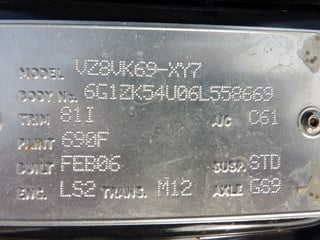 MODEL VZ8VK69-XY7
BODY No. 6G1ZK54U06L558669
TRIM 81I A/C C61
PAINT 690F
BUILT FEB06 SUSP. STD
ENG. LS2 TRANS. M12 AXLE GS9